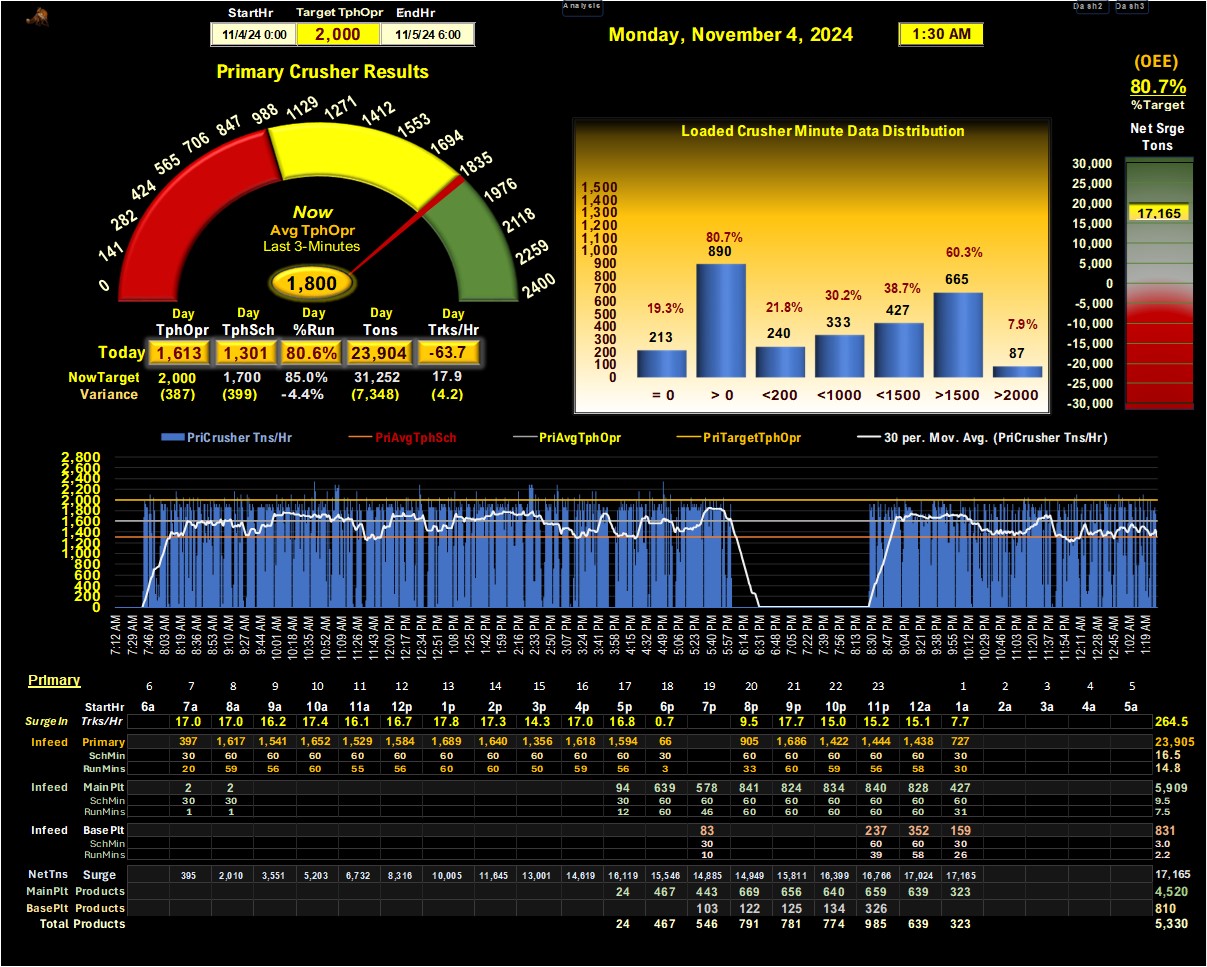 Analysis Dash2 Dash3
StartHr Target TphOpr EndHr
11/4/24 0:00 2,000 11/5/24 6:00
Monday, November 4, 2024 1:30 AM
(OEE)
80.7%
%Target
Primary Crusher Results
0 141 282 424 565 706 847 988 1129 1271 1412 1553 1694 1835 1976 2118 2259 2400
Now
Avg TphOpr
Last 3-Minutes
1,800
Day Day Day Day Day
TphOpr TphSch %Run Tons Trks/Hr
Today 1,613 1,301 80.6% 23,904 -63.7
NowTarget 2,000 1,700 85.0% 31,252 17.9
Variance (387) (399) -4.4% (7,348) (4.2)
Loaded Crusher Minute Data Distribution
1,500
1,400
1,300
1,200
1,100
1,000
900
800
700
600
500
400
300
200
100
0
19.3% 80.7% 21.8% 30.2% 38.7% 60.3% 7.9%
213 890 240 333 427 665 87
= 0 > 0 <200 <1000 <1500 >1500 >2000
Net Srge
Tons
30,000
25,000
20,000
17,165
15,000
10,000
5,000
0
-5,000
-10,000
-15,000
-20,000
-25,000
-30,000
PriCrusher Tns/Hr PriAvgTphSch PriAvgTphOpr PriTargetTphOpr 30 per. Mov. Avg. (PriCrusher Tns/Hr)
2,800
2,600
2,400
2,200
2,000
1,800
1,600
1,400
1,200
1,000
800
600
400
200
0
7:12 AM 7:29 AM 7:46 AM 8:03 AM 8:19 AM 8:36 AM 8:53 AM 9:10 AM 9:27 AM 9:44 AM 10:01 AM 10:18 AM 10:35 AM 10:52 AM 11:09 AM 11:26 AM 11:43 AM 12:00 PM 12:17 PM 12:34 PM 12:51 PM 1:08 PM 1:25 PM 1:42 PM 1:59 PM 2:16 PM 2:33 PM 2:50 PM 3:07 PM 3:24 PM 3:41 PM 3:58 PM 4:15 PM 4:32 PM 4:49 PM 5:06 PM 5:23 PM 5:40 PM 5:57 PM 6:14 PM 6:31 PM 6:48 PM 7:05 PM 7:22 PM 7:39 PM 7:56 PM 8:13 PM 8:30 PM 8:47 PM 9:04 PM 9:21 PM 9:38 PM 9:55 PM 10:12 PM 10:29 PM 10:46 PM 11:03 PM 11:20 PM 11:37 PM 11:54 PM 12:11 AM 12:28 AM 12:45 AM 1:02 AM 1:19 AM
Primary
6 7 8 9 10 11 12 13 14 15 16 17 18 19 20 21 22 23 1 2 3 4 5
StartHr 6a 7a 8a 9a 10a 11a 12p 1p 2p 3p 4p 5p 6p 7p 8p 9p 10p 11p 12a 1a 2a 3a 4a 5a
SurgeIn Trks/Hr 17.0 17.0 16.2 17.4 16.1 16.7 17.8 17.3 14.3 17.0 16.8 0.7 9.5 17.7 15.0 15.2 15.1 7.7 264.5
Infeed Primary 397 1,617 1,541 1,652 1,529 1,584 1,689 1,640 1,356 1,618 1,594 66 905 1,686 1,422 1,444 1,438 727 23,905
SchMin 30 60 60 60 60 60 60 60 60 60 60 60 60 60 60 60 60 30 16.5
RunMins 20 59 56 60 55 56 60 60 50 59 56 3 33 60 59 56 58 30 14.8
Infeed MainPlt 2 2 94 639 578 841 824 834 840 828 427 5,909
SchMin 30 30 30 60 60 60 60 60 60 60 60 9.5
RunMins 1 1 12 60 46 60 60 60 60 60 31 7.5
Infeed BasePlt 83 237 352 159 831
SchMin 30 60 60 30 3.0
RunMins 10 39 58 26 2.2
NetTns Surge 395 2,010 3,551 5,203 6,732 8,316 10,005 11,645 13,001 14,619 16,119 15,546 14,885 14,949 15,811 16,399 16,766 17,024 17,165 17,165
MainPlt Products 24 467 443 669 656 640 659 639 323 4,520
BasePlt Products 103 122 125 134 326 810
Total Products 24 467 546 791 781 774 985 639 323 5,330